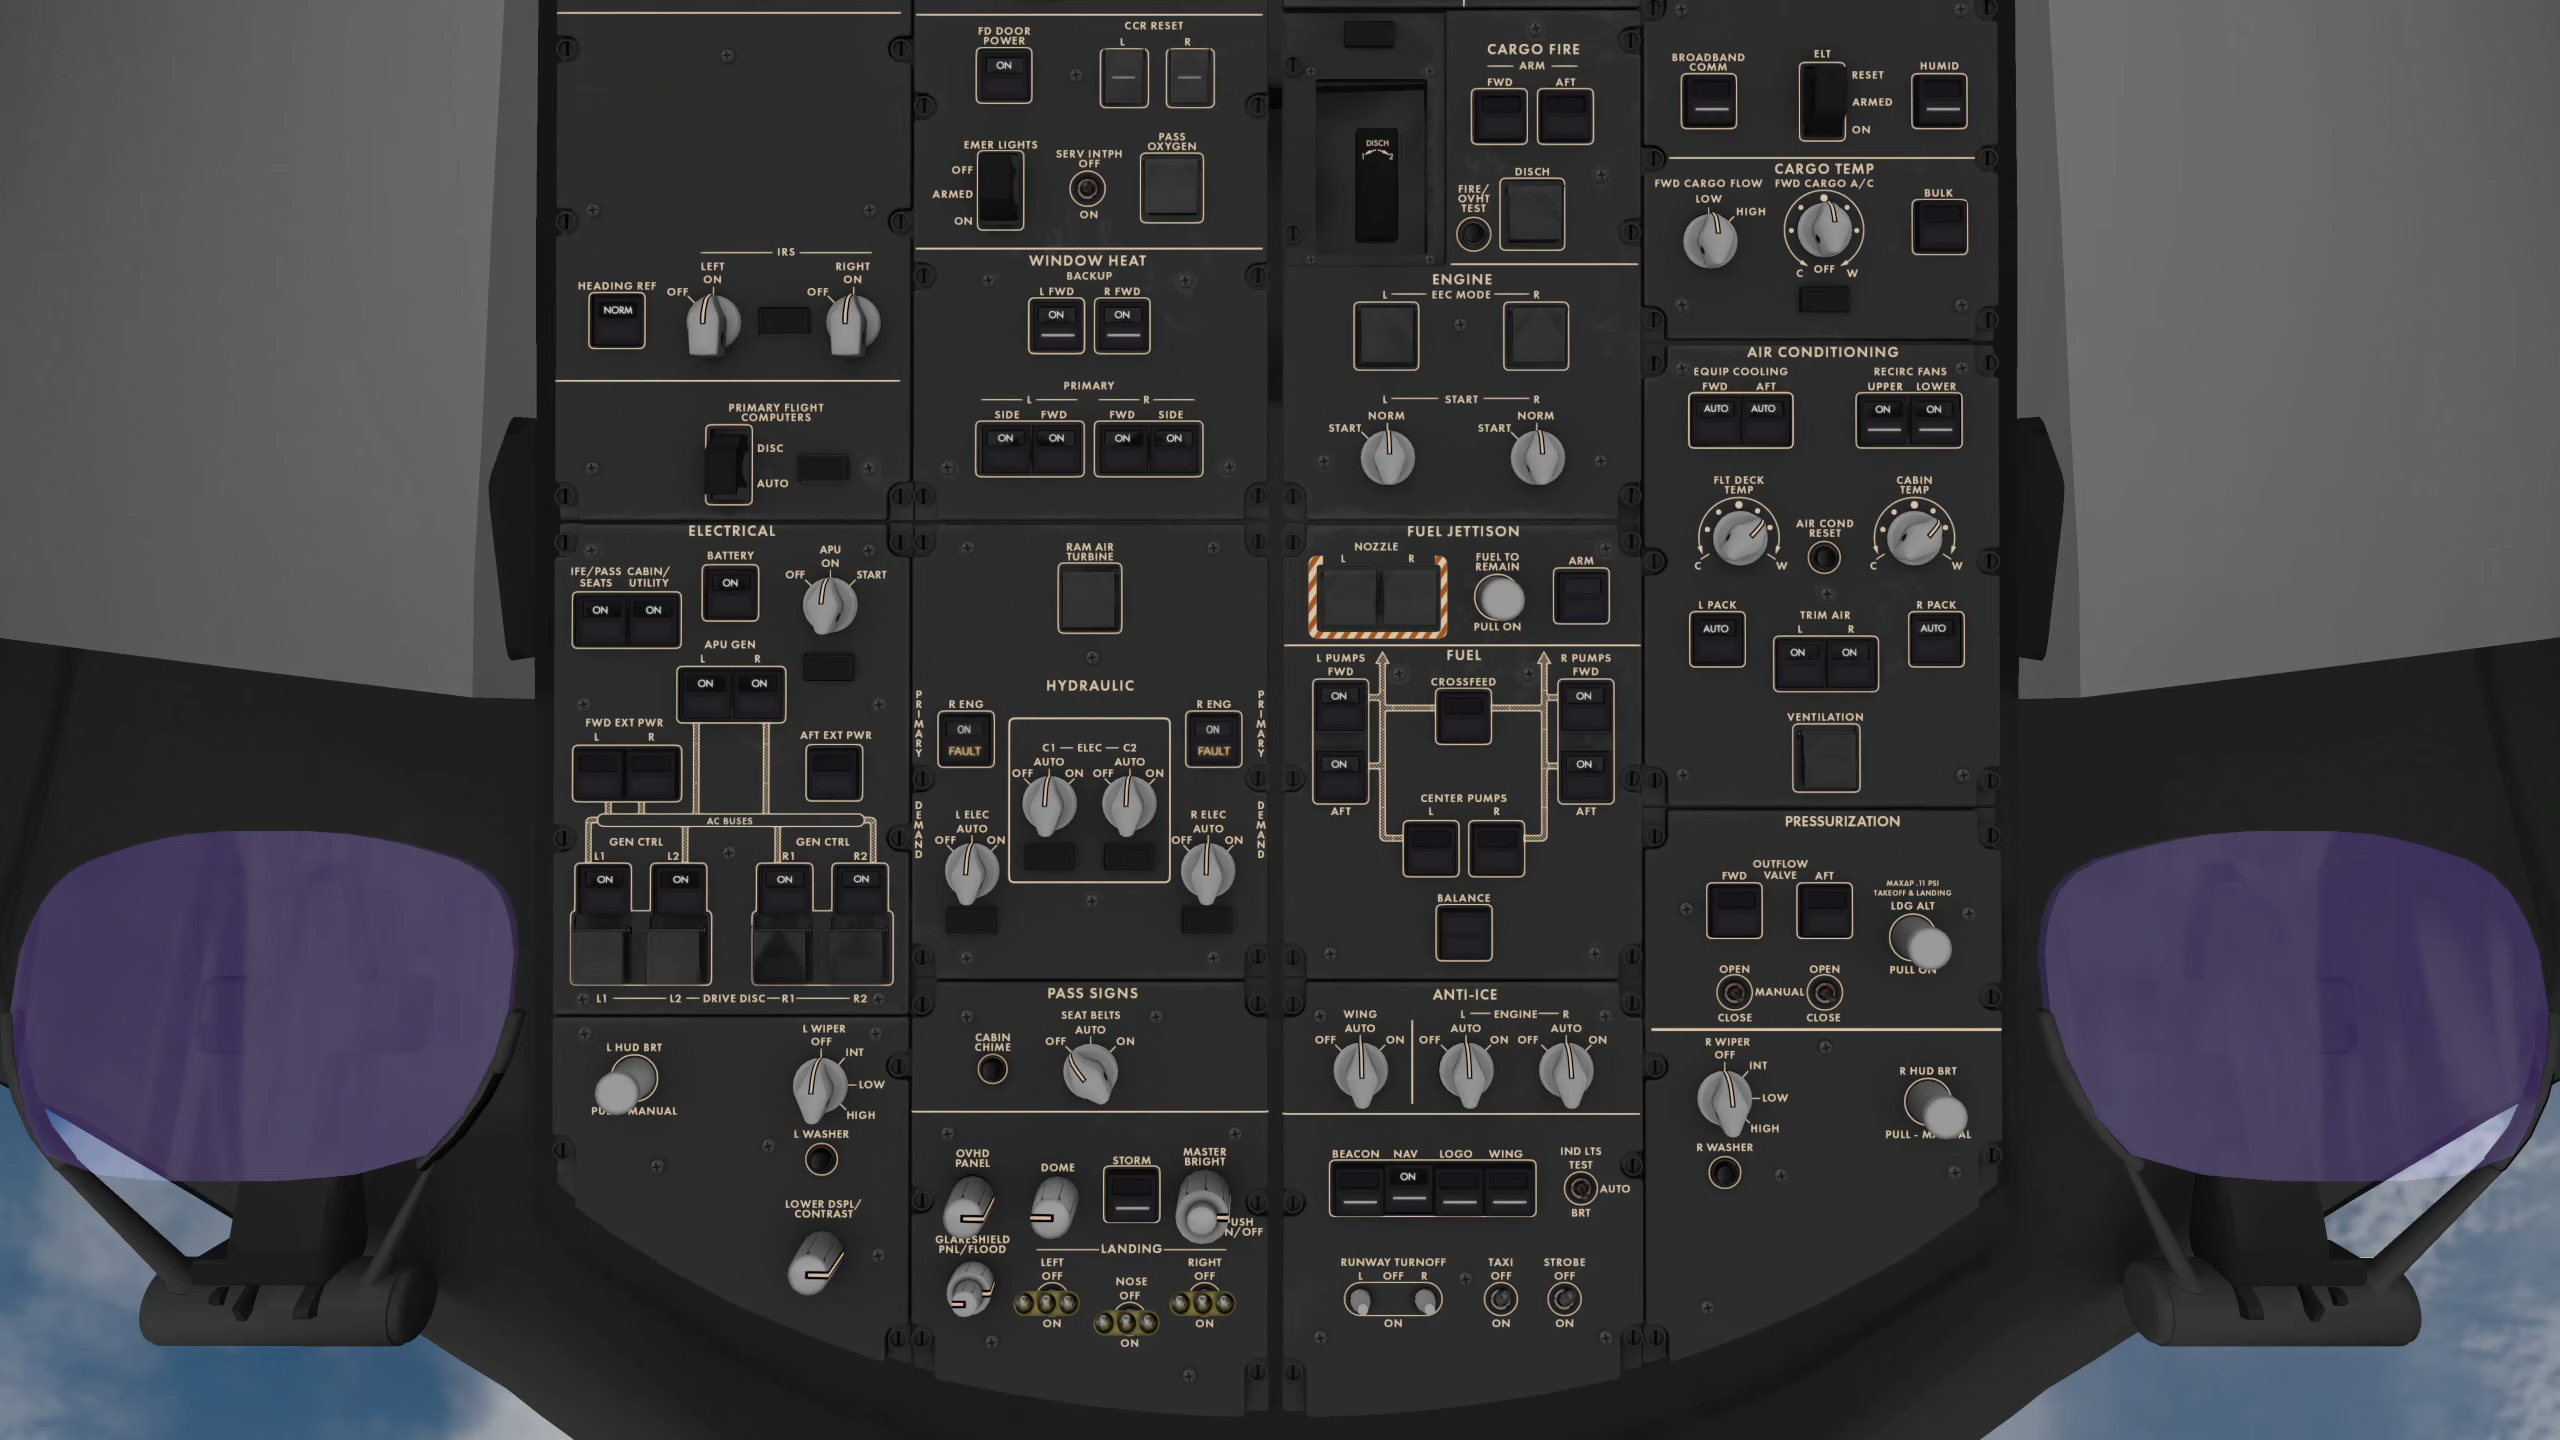 FD DOOR
POWER
ON
CCR RESET
L R
EMER LIGHTS
OFF
ARMED
ON
SERV INTPH
OFF
ON
PASS
OXYGEN
IRS
HEADING REF
NORM
LEFT
ON
OFF
RIGHT
ON
OFF
WINDOW HEAT
BACKUP
L FWD R FWD
ON ON
PRIMARY
L R
SIDE FWD FWD SIDE
ON ON ON ON
PRIMARY FLIGHT
COMPUTERS
DISC
AUTO
DISCH
1 2
CARGO FIRE
ARM
FWD AFT
FIRE/
OVHT
TEST
DISCH
ENGINE
L EEC MODE R
L START R
NORM NORM
START START
BROADBAND
COMM
ELT
RESET
ARMED
ON
HUMID
CARGO TEMP
FWD CARGO FLOW
LOW
HIGH
FWD CARGO A/C
C OFF W
BULK
AIR CONDITIONING
EQUIP COOLING
FWD AFT
AUTO AUTO
RECIRC FANS
UPPER LOWER
ON ON
FLT DECK
TEMP
C W
AIR COND
RESET
CABIN
TEMP
C W
L PACK
AUTO
TRIM AIR
L R
ON ON
R PACK
AUTO
VENTILATION
ELECTRICAL
IFE/PASS
SEATS
CABIN/
UTILITY
ON ON
BATTERY
ON
APU
ON
OFF START
APU GEN
L R
ON ON
FWD EXT PWR
L R
AFT EXT PWR
AC BUSES
GEN CTRL GEN CTRL
L1 L2 R1 R2
ON ON ON ON
L1 L2 DRIVE DISC R1 R2
RAM AIR
TURBINE
HYDRAULIC
PRIMARY
R ENG
ON
FAULT
C1 ELEC C2
AUTO AUTO
OFF ON OFF ON
R ENG
ON
FAULT
PRIMARY
DEMAND
L ELEC
AUTO
OFF ON
R ELEC
AUTO
OFF ON
DEMAND
FUEL JETTISON
NOZZLE
L R
FUEL TO
REMAIN
PULL ON
ARM
FUEL
L PUMPS
FWD
ON
ON
AFT
CROSSFEED
R PUMPS
FWD
ON
ON
AFT
CENTER PUMPS
L R
BALANCE
PRESSURIZATION
OUTFLOW
VALVE
FWD AFT
MAX∆P .11 PSI
TAKEOFF & LANDING
LDG ALT
PULL ON
OPEN OPEN
MANUAL
CLOSE CLOSE
L HUD BRT
MANUAL
L WIPER
OFF
INT
LOW
HIGH
L WASHER
LOWER DSPL/
CONTRAST
PASS SIGNS
CABIN
CHIME
SEAT BELTS
AUTO
OFF ON
ANTI-ICE
WING
AUTO
OFF ON
L ENGINE R
AUTO AUTO
OFF ON OFF ON
R WIPER
OFF
INT
LOW
HIGH
R WASHER
R HUD BRT
OVHD
PANEL
DOME
STORM
MASTER
BRIGHT
GLARESHIELD
PNL/FLOOD
LANDING
LEFT
OFF
ON
NOSE
OFF
ON
RIGHT
OFF
ON
BEACON NAV LOGO WING
ON
IND LTS
TEST
AUTO
BRT
RUNWAY TURNOFF
L OFF R
ON
TAXI
OFF
ON
STROBE
OFF
ON